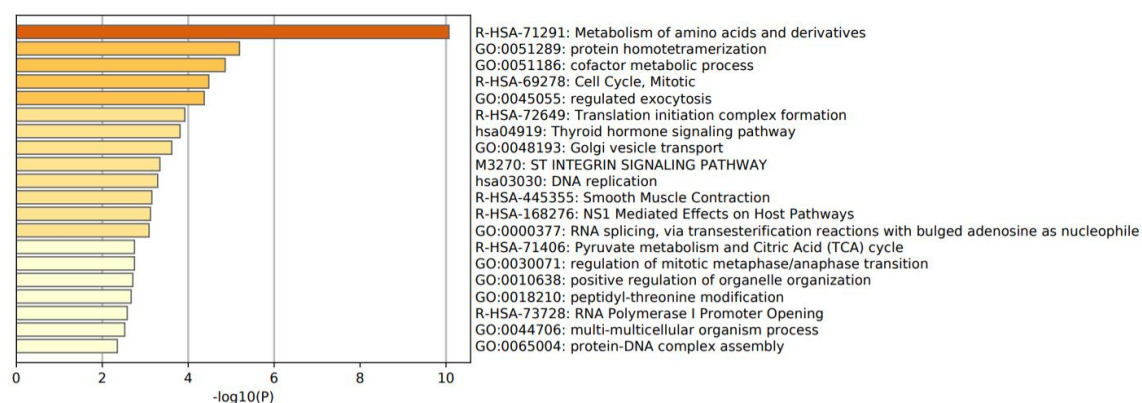 R-HSA-71291: Metabolism of amino acids and derivatives
GO:0051289: protein homotetramerization
GO:0051186: cofactor metabolic process
R-HSA-69278: Cell Cycle, Mitotic
GO:0045055: regulated exocytosis
R-HSA-72649: Translation initiation complex formation
hsa04919: Thyroid hormone signaling pathway
GO:0048193: Golgi vesicle transport
M3270: ST INTEGRIN SIGNALING PATHWAY
hsa03030: DNA replication
R-HSA-445355: Smooth Muscle Contraction
R-HSA-168276: NS1 Mediated Effects on Host Pathways
GO:0000377: RNA splicing, via transesterification reactions with bulged adenosine as nucleophile
R-HSA-71406: Pyruvate metabolism and Citric Acid (TCA) cycle
GO:0030071: regulation of mitotic metaphase/anaphase transition
GO:0010638: positive regulation of organelle organization
GO:0018210: peptidyl-threonine modification
R-HSA-73728: RNA Polymerase I Promoter Opening
GO:0044706: multi-multicellular organism process
GO:0065004: protein-DNA complex assembly
0 2 4 6 8 10
-log10(P)